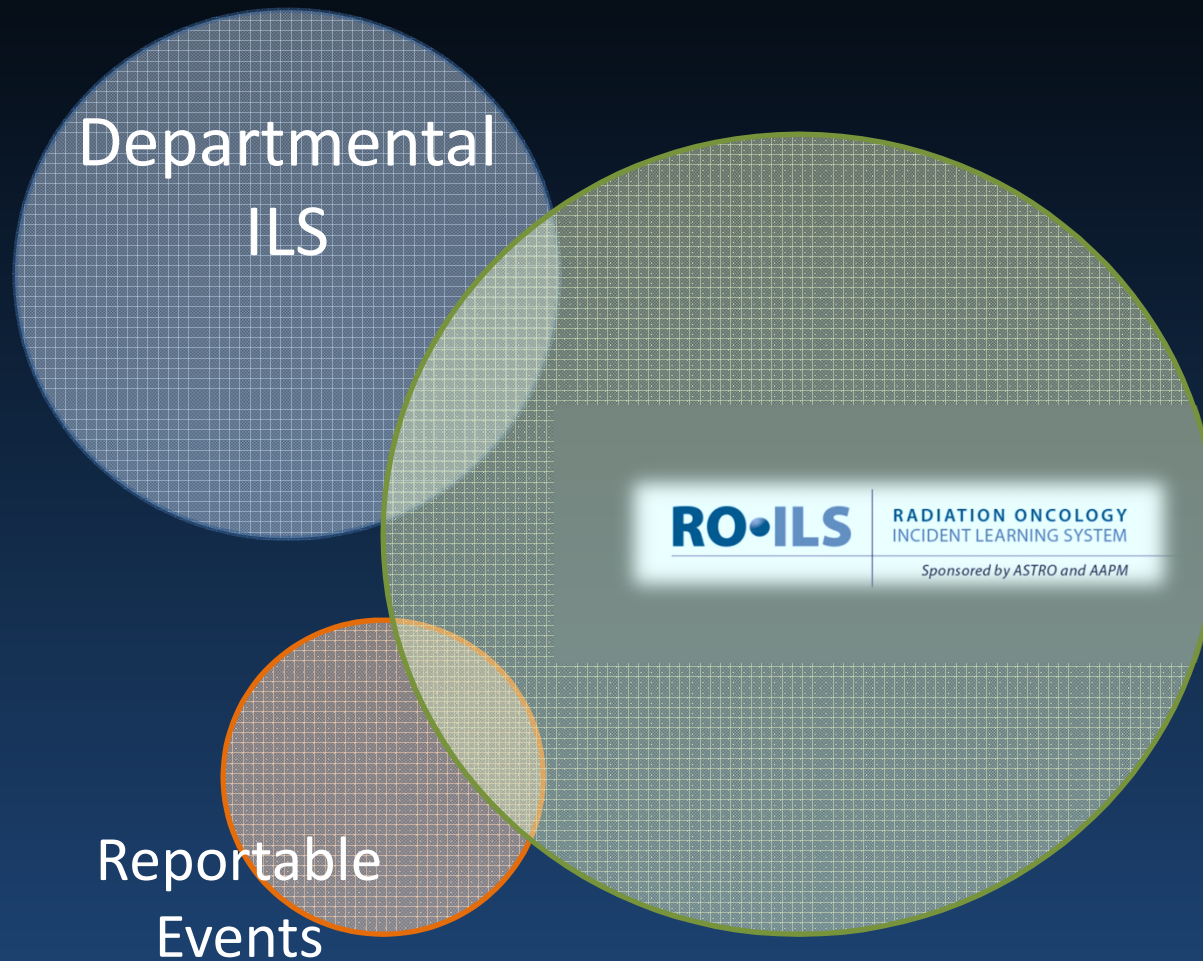 Departmental
ILS
RO•ILS
RADIATION ONCOLOGY
INCIDENT LEARNING SYSTEM
Sponsored by ASTRO and AAPM
Reportable
Events